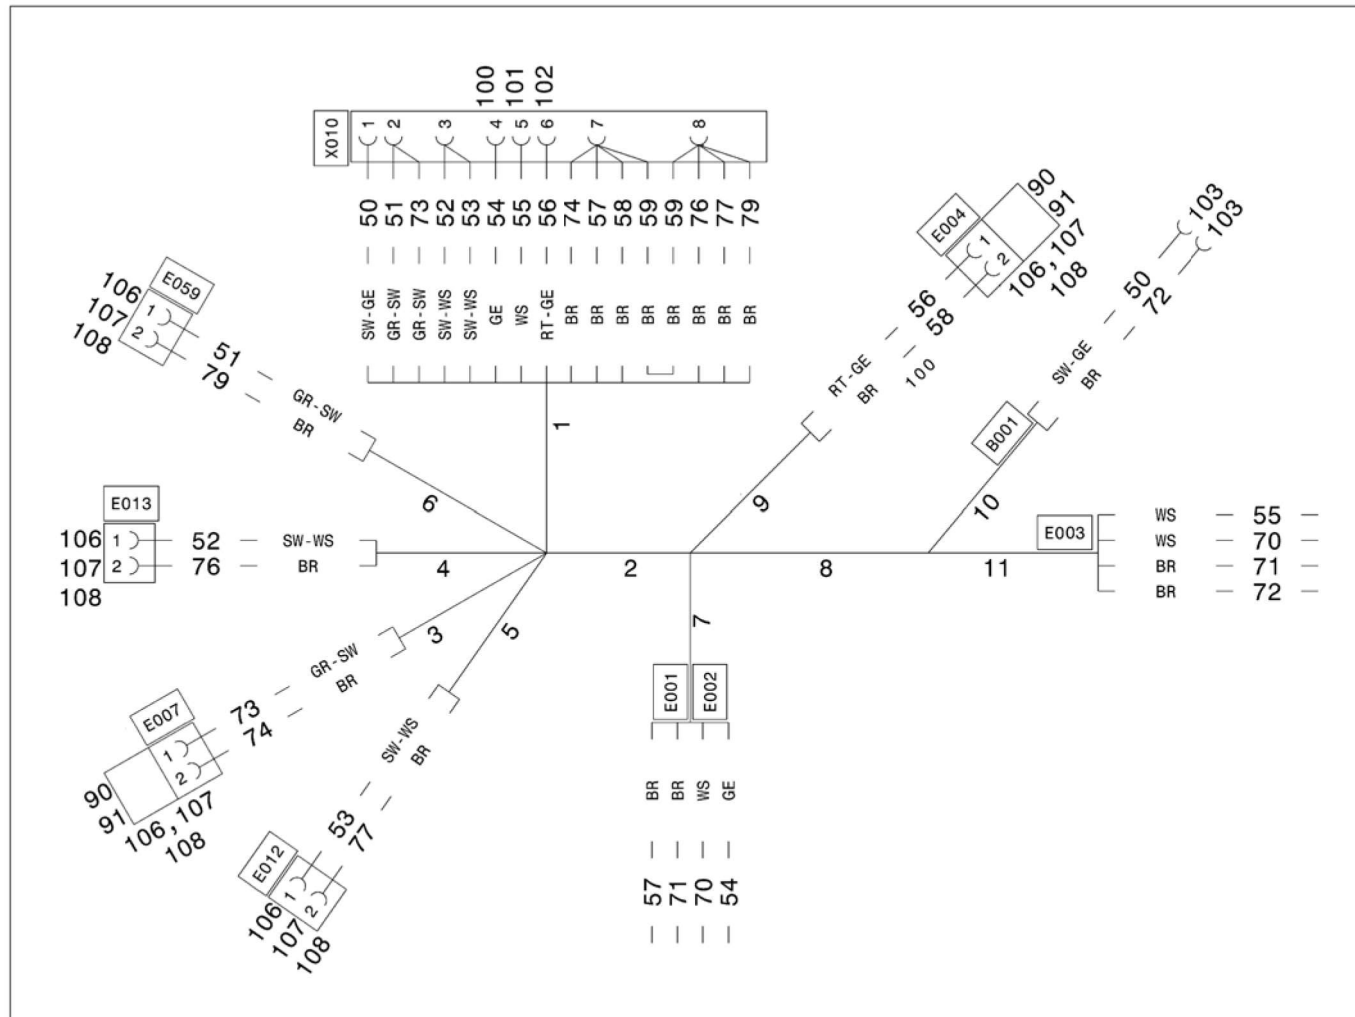 100 101 102
X010 1 2 3 4 5 6 7 8
50 51 73 52 53 54 55 56 74 57 58 59 59 76 77 79
SW-GE GR-SW GR-SW SW-WS SW-WS GE WS RT-GE BR BR BR BR BR BR BR BR
1
E059
106 1 51 GR-SW
107 2 79 BR
108
6
E013
106 1 52 SW-WS
107 2 76 BR
108
4
E007
1 73 GR-SW
2 74 BR
90
91
106,107
108
3
E012
1 53 SW-WS
2 77 BR
106
107
108
5
2
7
E001 E002
BR BR WS GE
57 71 70 54
E004
90
91
106,107
108
1 56 RT-GE
2 58 BR
100
9
8
103
103
50 SW-GE
72 BR
B001
10
E003
11
WS 55
WS 70
BR 71
BR 72